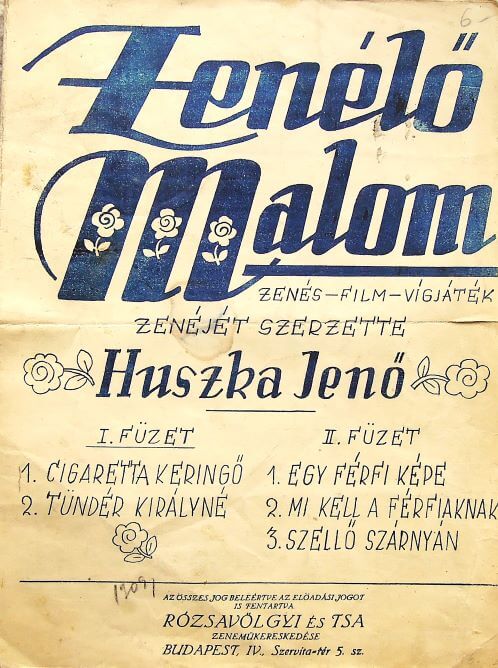 6-
Zenélő
Malom
ZENÉS-FILM-VIGJÁTÉK
ZENÉJÉT SZERZETTE
Huszka Jenő
I. FÜZET
1. CIGARETTA KERINGŐ
2. TÜNDÉR KIRÁLYNÉ
II. FÜZET
1. EGY FÉRFI KÉPE
2. MI KELL A FÉRFIAKNAK
3. SZELLŐ SZÁRNYÁN
AZ ÖSSZES JOG BELEÉRTVE AZ ELŐADÁSI JOGOT
IS FENTARTVA
RÓZSAVÖLGYI ÉS TSA
ZENEMŰKERESKEDÉSE
BUDAPEST, IV., Szervita-tér 5. sz.